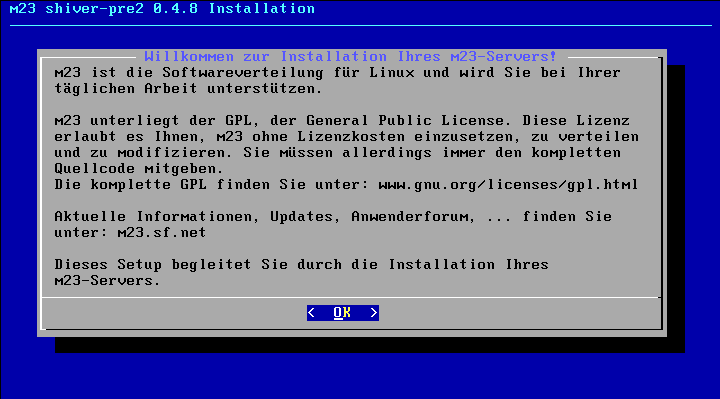 m23 shiver-pre2 0.4.8 Installation
Willkommen zur Installation Ihres m23-Servers!
m23 ist die Softwareverteilung für Linux und wird Sie bei Ihrer
täglichen Arbeit unterstützen.
m23 unterliegt der GPL, der General Public License. Diese Lizenz
erlaubt es Ihnen, m23 ohne Lizenzkosten einzusetzen, zu verteilen
und zu modifizieren. Sie müssen allerdings immer den kompletten
Quellcode mitgeben.
Die komplette GPL finden Sie unter: www.gnu.org/licenses/gpl.html
Aktuelle Informationen, Updates, Anwenderforum, ... finden Sie
unter: m23.sf.net
Dieses Setup begleitet Sie durch die Installation Ihres
m23-Servers.
< OK >